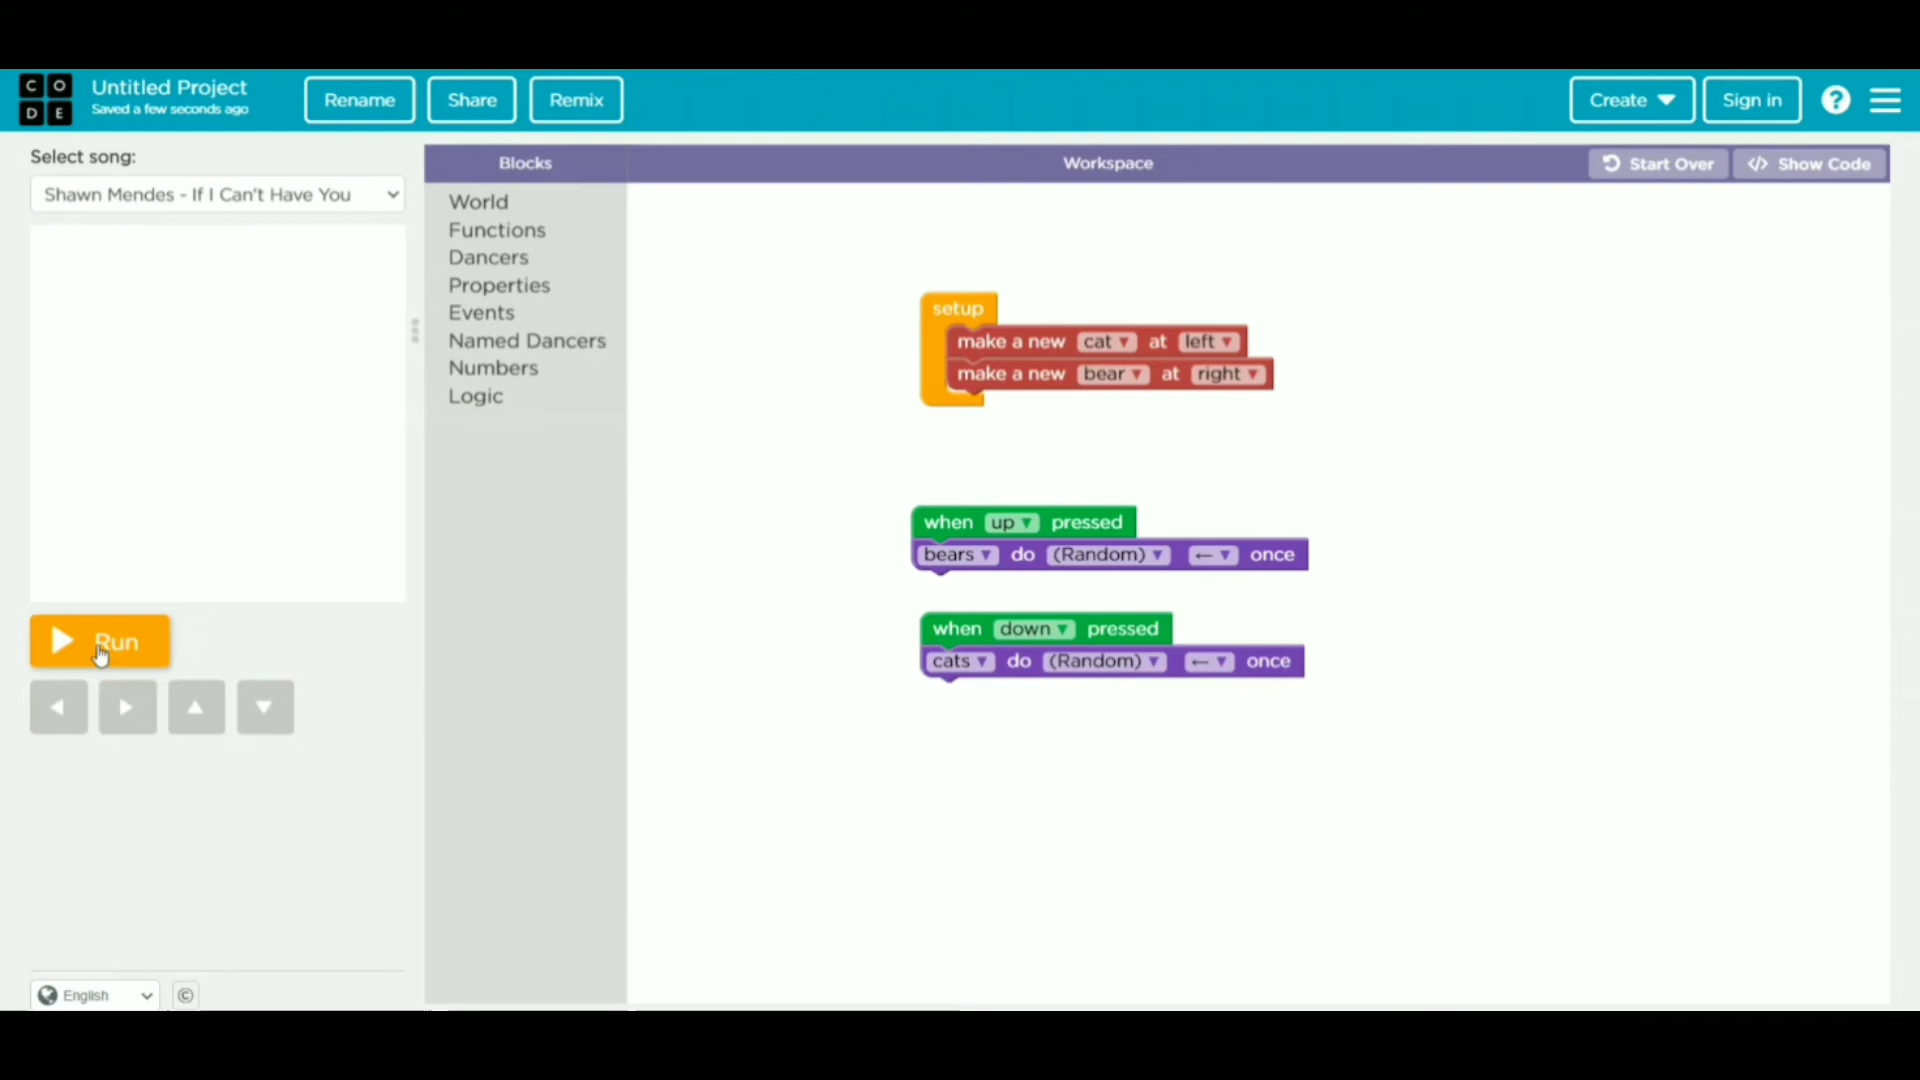 C O
D E
Untitled Project
Saved a few seconds ago
Rename
Share
Remix
Create
Sign in
?
Select song:
Shawn Mendes - If I Can't Have You
Blocks
Workspace
Start Over
</> Show Code
World
Functions
Dancers
Properties
Events
Named Dancers
Numbers
Logic
setup
make a new cat at left
make a new bear at right
when up pressed
bears do (Random) ← once
when down pressed
cats do (Random) ← once
Run
English
©